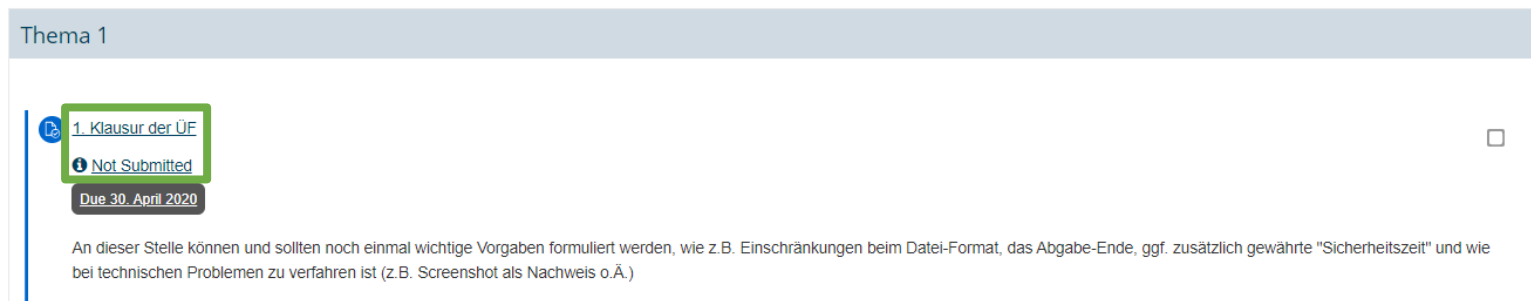 Thema 1
1. Klausur der ÜF
Not Submitted
Due 30. April 2020
An dieser Stelle können und sollten noch einmal wichtige Vorgaben formuliert werden, wie z.B. Einschränkungen beim Datei-Format, das Abgabe-Ende, ggf. zusätzlich gewährte "Sicherheitszeit" und wie
bei technischen Problemen zu verfahren ist (z.B. Screenshot als Nachweis o.Ä.)